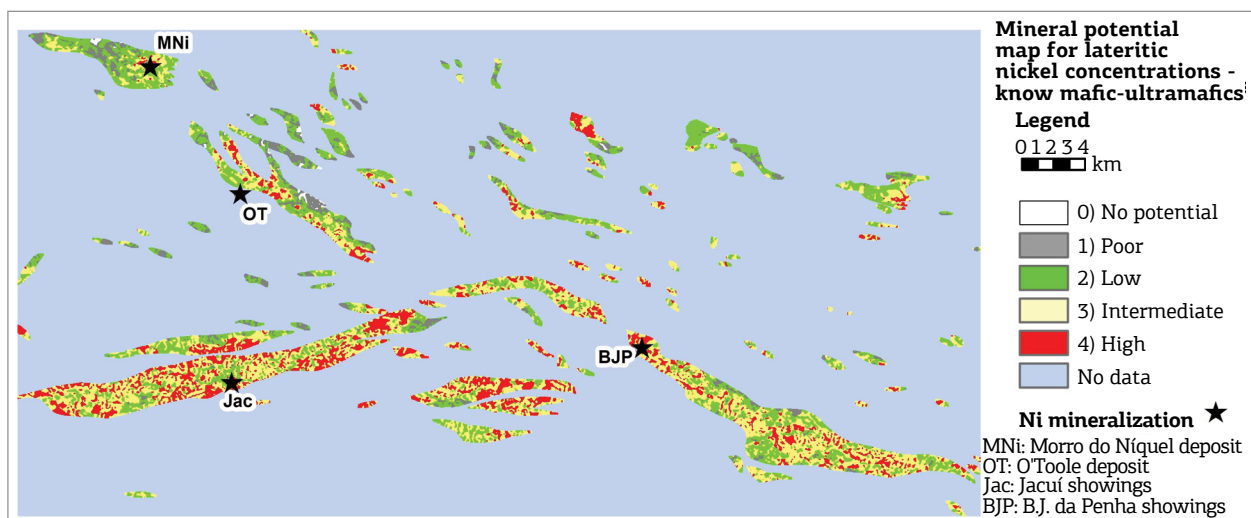 MNi
OT
Jac
BJP
Mineral potential
map for lateritic
nickel concentrations -
know mafic-ultramafics
Legend
0 1 2 3 4
km
0) No potential
1) Poor
2) Low
3) Intermediate
4) High
No data
Ni mineralization
MNi: Morro do Níquel deposit
OT: O'Toole deposit
Jac: Jacuí showings
BJP: B.J. da Penha showings